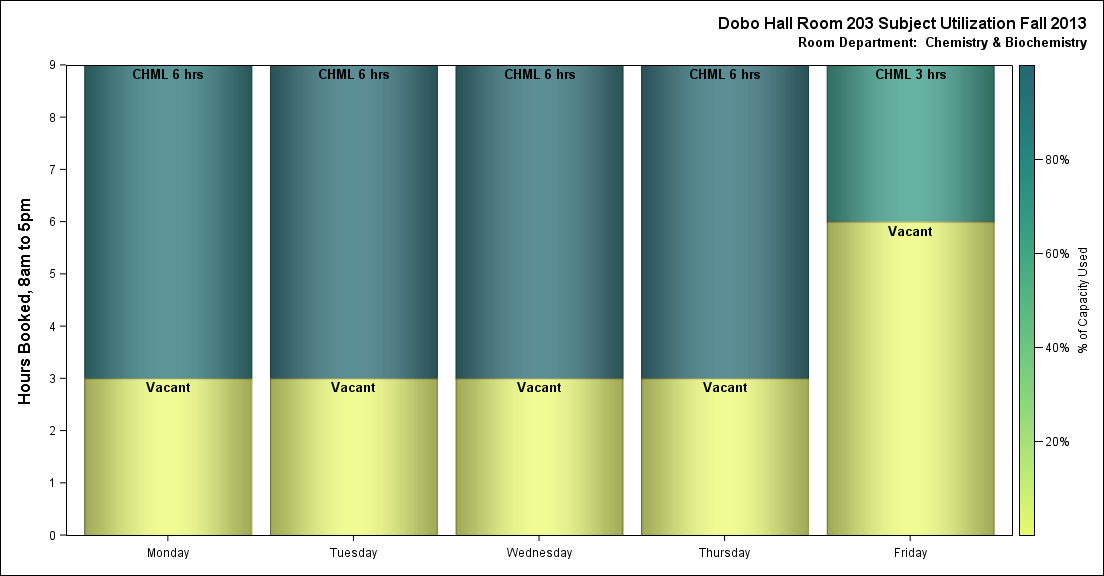 Dobo Hall Room 203 Subject Utilization Fall 2013
Room Department:  Chemistry & Biochemistry
Hours Booked, 8am to 5pm
9
8
7
6
5
4
3
2
1
0
CHML 6 hrs
Vacant
CHML 6 hrs
Vacant
CHML 6 hrs
Vacant
CHML 6 hrs
Vacant
CHML 3 hrs
Vacant
Monday
Tuesday
Wednesday
Thursday
Friday
80%
60%
40%
20%
% of Capacity Used